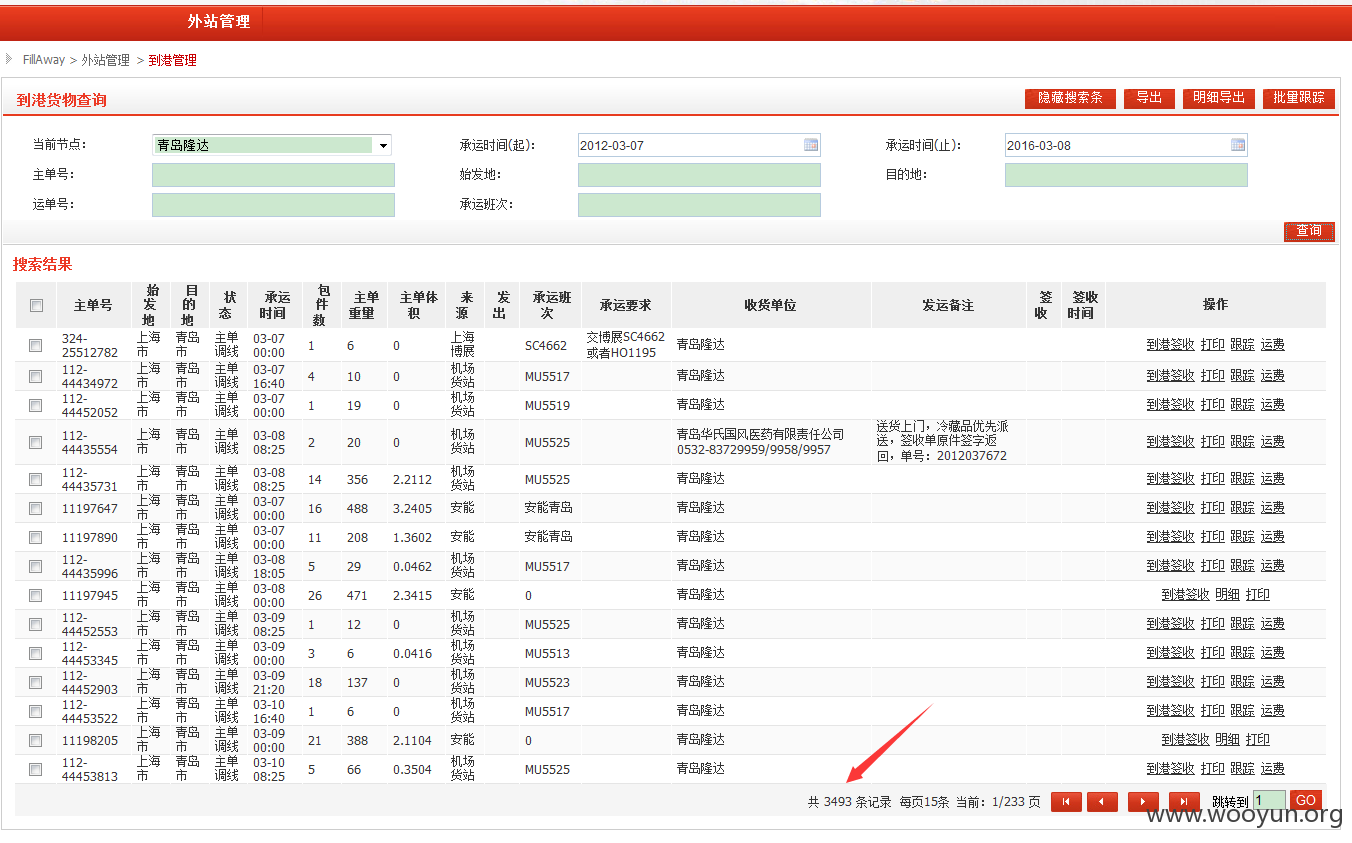 外站管理
FillAway > 外站管理 > 到港管理
到港货物查询 隐藏搜索条 导出 明细导出 批量跟踪
当前节点: 青岛隆达 承运时间(起): 2012-03-07 承运时间(止): 2016-03-08
主单号: 始发地: 目的地:
运单号: 承运班次:
查询
搜索结果
主单号 始发地 目的地 状态 承运时间 包件数 主单重量 主单体积 来源 发出 承运班次 承运要求 收货单位 发运备注 签收 签收时间 操作
324-25512782 上海市 青岛市 主单调线 03-07 00:00 1 6 0 上海博展 SC4662 交博展SC4662或者HO1195 青岛隆达 到港签收 打印 跟踪 运费
112-44434972 上海市 青岛市 主单调线 03-07 16:40 4 10 0 机场货站 MU5517 青岛隆达 到港签收 打印 跟踪 运费
112-44452052 上海市 青岛市 主单调线 03-07 00:00 1 19 0 机场货站 MU5519 青岛隆达 到港签收 打印 跟踪 运费
112-44435554 上海市 青岛市 主单调线 03-08 08:25 2 20 0 机场货站 MU5525 青岛华氏国风医药有限责任公司 0532-83729959/9958/9957 送货上门，冷藏品优先派送，签收单原件签字返回，单号：2012037672 到港签收 打印 跟踪 运费
112-44435731 上海市 青岛市 主单调线 03-08 08:25 14 356 2.2112 机场货站 MU5525 青岛隆达 到港签收 打印 跟踪 运费
11197647 上海市 青岛市 主单调线 03-07 00:00 16 488 3.2405 安能 安能青岛 青岛隆达 到港签收 打印 跟踪 运费
11197890 上海市 青岛市 主单调线 03-07 00:00 11 208 1.3602 安能 安能青岛 青岛隆达 到港签收 打印 跟踪 运费
112-44435996 上海市 青岛市 主单调线 03-08 18:05 5 29 0.0462 机场货站 MU5517 青岛隆达 到港签收 打印 跟踪 运费
11197945 上海市 青岛市 主单调线 03-08 00:00 26 471 2.3415 安能 0 青岛隆达 到港签收 明细 打印
112-44452553 上海市 青岛市 主单调线 03-09 08:25 1 12 0 机场货站 MU5525 青岛隆达 到港签收 打印 跟踪 运费
112-44453345 上海市 青岛市 主单调线 03-09 00:00 3 6 0.0416 机场货站 MU5513 青岛隆达 到港签收 打印 跟踪 运费
112-44452903 上海市 青岛市 主单调线 03-09 21:20 18 137 0 机场货站 MU5523 青岛隆达 到港签收 打印 跟踪 运费
112-44453522 上海市 青岛市 主单调线 03-10 16:40 1 6 0 机场货站 MU5517 青岛隆达 到港签收 打印 跟踪 运费
11198205 上海市 青岛市 主单调线 03-09 00:00 21 388 2.1104 安能 0 青岛隆达 到港签收 明细 打印
112-44453813 上海市 青岛市 主单调线 03-10 08:25 5 66 0.3504 机场货站 MU5525 青岛隆达 到港签收 打印 跟踪 运费
共 3493 条记录 每页15条 当前: 1/233 页 跳转到 1 GO
www.wooyun.org